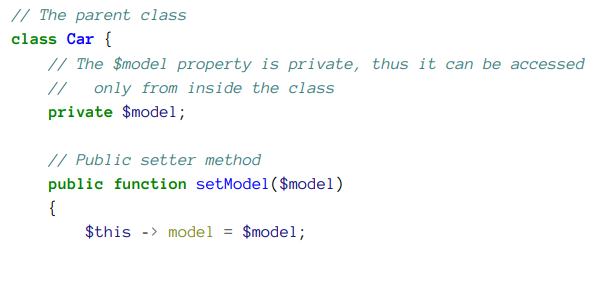 // The parent class
class Car {
    // The $model property is private, thus it can be accessed
    //   only from inside the class
    private $model;

    // Public setter method
    public function setModel($model)
    {
        $this -> model = $model;